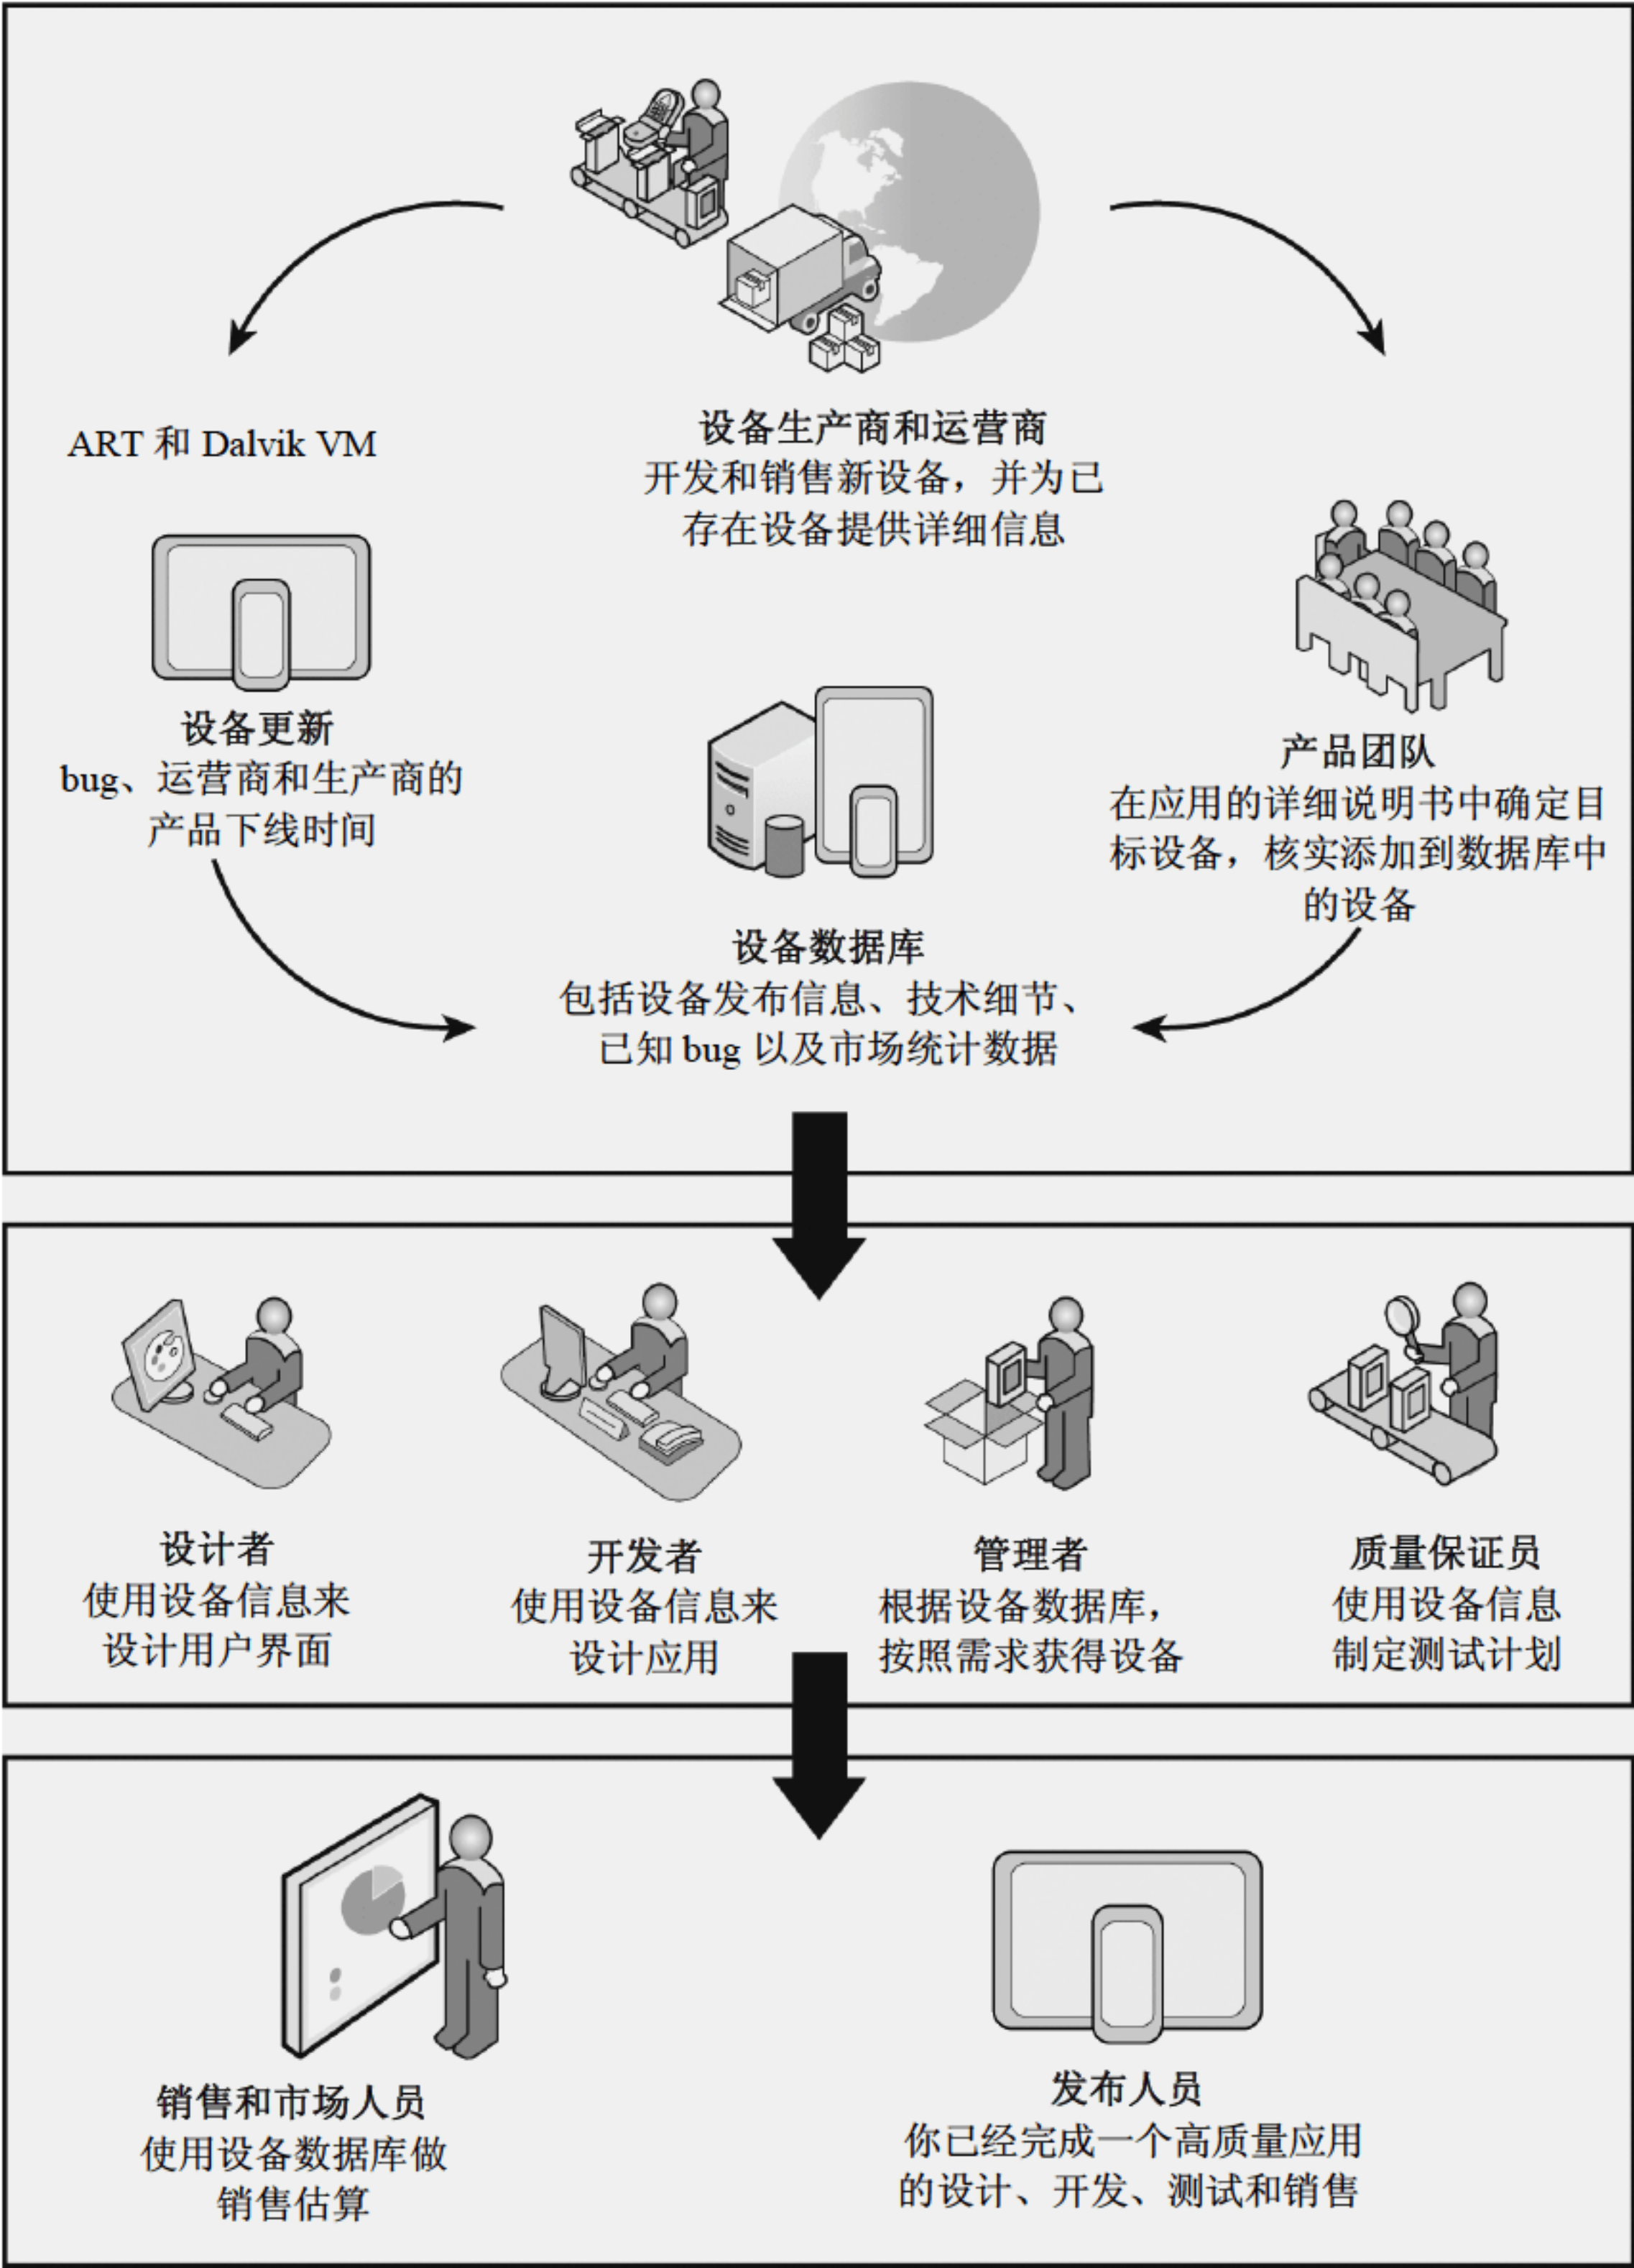 设备生产商和运营商
开发和销售新设备，并为已
存在设备提供详细信息
ART 和 Dalvik VM
设备更新
bug、运营商和生产商的
产品下线时间
产品团队
在应用的详细说明书中确定目
标设备，核实添加到数据库中
的设备
设备数据库
包括设备发布信息、技术细节、
已知 bug 以及市场统计数据
设计者
使用设备信息来
设计用户界面
开发者
使用设备信息来
设计应用
管理者
根据设备数据库，
按照需求获得设备
质量保证员
使用设备信息
制定测试计划
销售和市场人员
使用设备数据库做
销售估算
发布人员
你已经完成一个高质量应用
的设计、开发、测试和销售